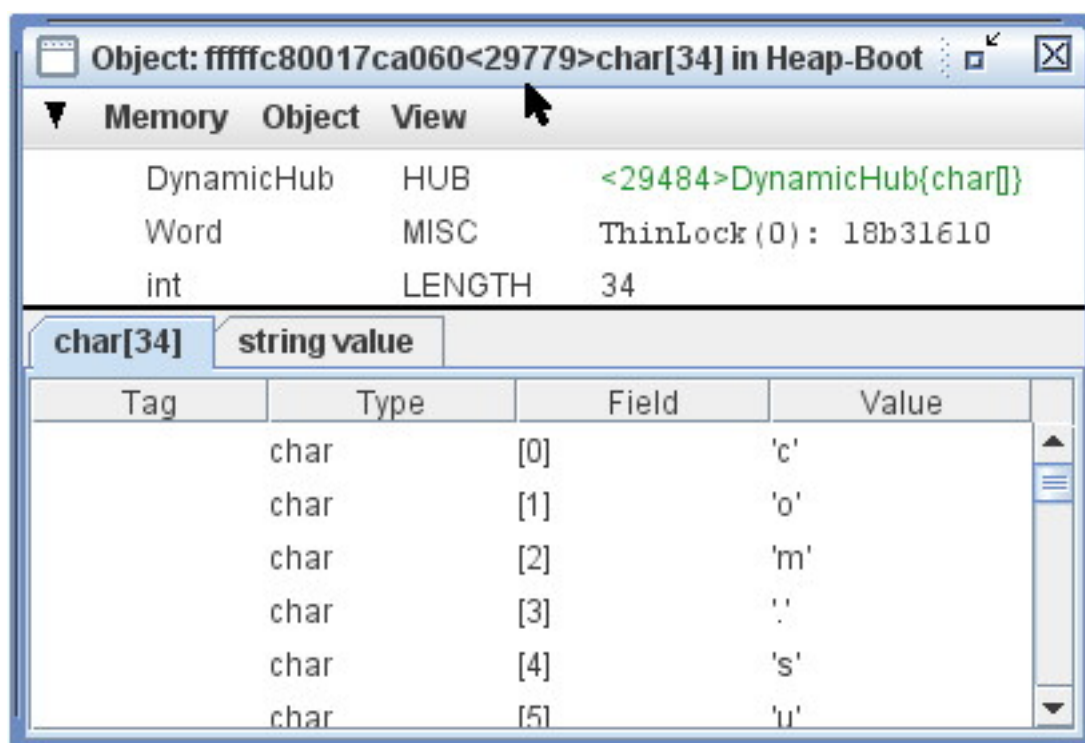 Object: fffffc80017ca060<29779>char[34] in Heap-Boot
Memory Object View
DynamicHub HUB <29484>DynamicHub{char[]}
Word MISC ThinLock(0): 18b31610
int LENGTH 34
char[34] string value
Tag Type Field Value
char [0] 'c'
char [1] 'o'
char [2] 'm'
char [3] '.'
char [4] 's'
char [5] 'u'